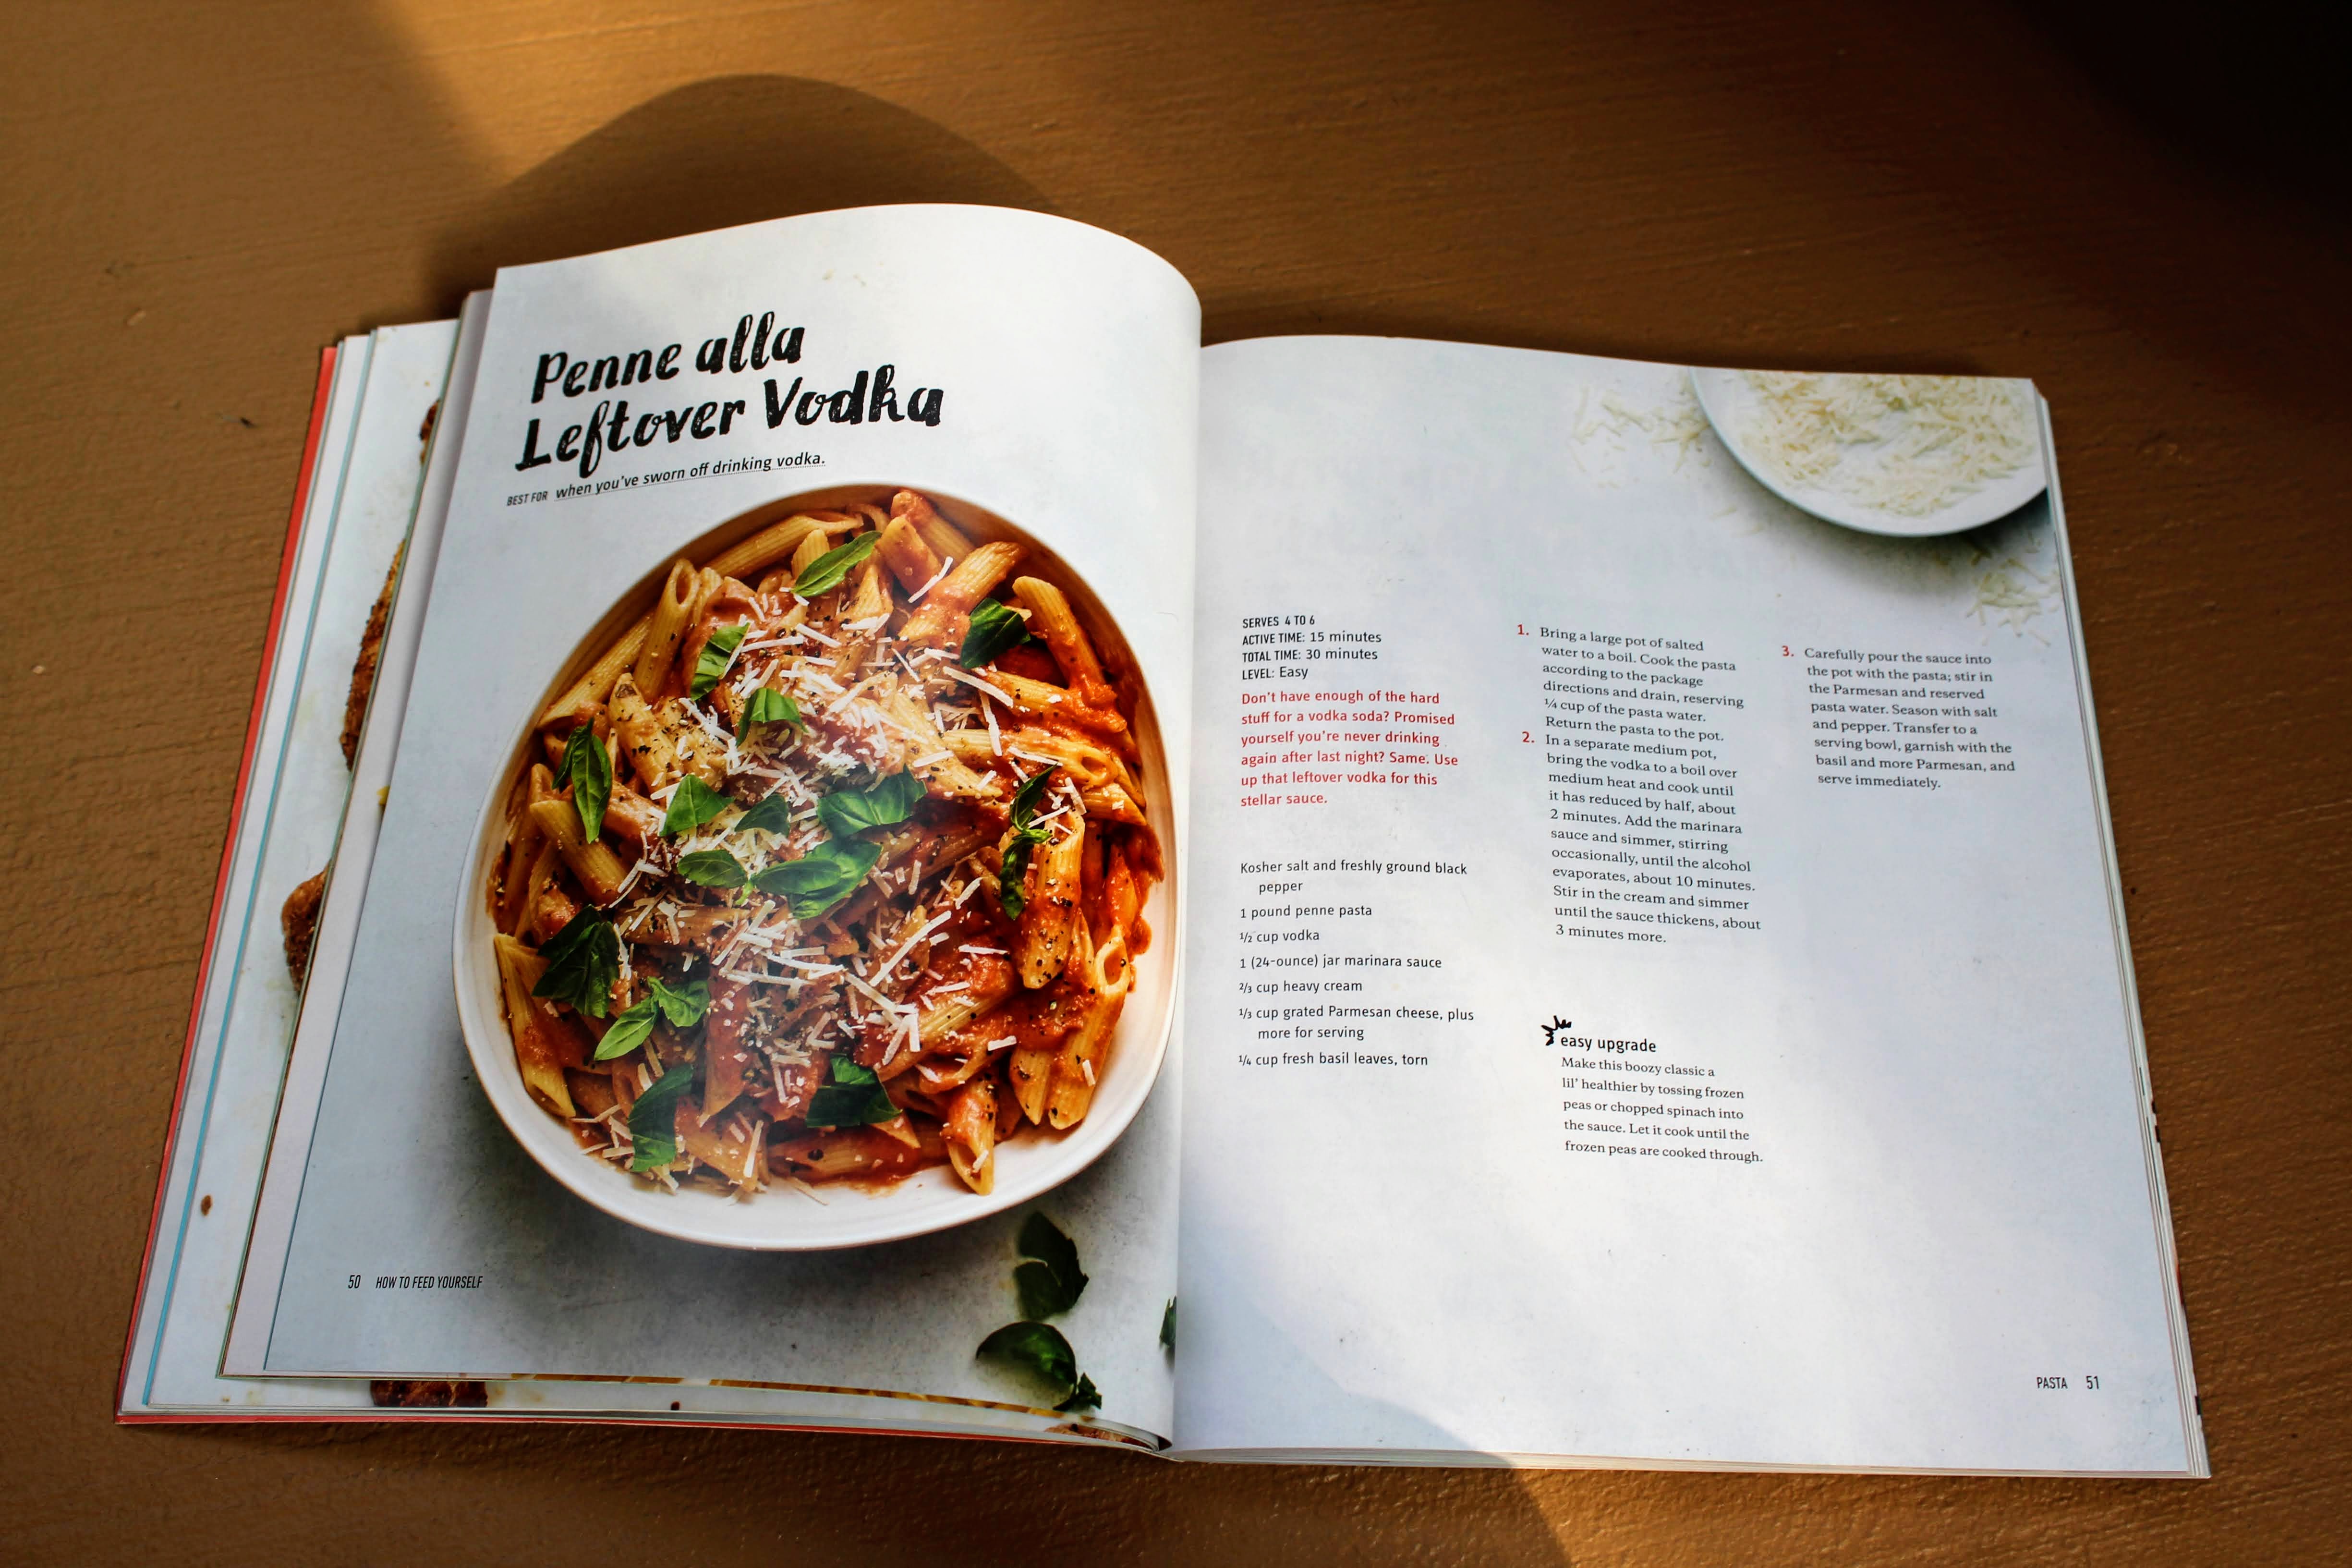 Penne alla
Leftover Vodka
BEST FOR when you've sworn off drinking vodka.
50 HOW TO FEED YOURSELF
SERVES 4 TO 6
ACTIVE TIME: 15 minutes
TOTAL TIME: 30 minutes
LEVEL: Easy
Don't have enough of the hard
stuff for a vodka soda? Promised
yourself you're never drinking
again after last night? Same. Use
up that leftover vodka for this
stellar sauce.
Kosher salt and freshly ground black
pepper
1 pound penne pasta
1/2 cup vodka
1 (24-ounce) jar marinara sauce
2/3 cup heavy cream
1/3 cup grated Parmesan cheese, plus
more for serving
1/4 cup fresh basil leaves, torn
1. Bring a large pot of salted
water to a boil. Cook the pasta
according to the package
directions and drain, reserving
1/4 cup of the pasta water.
Return the pasta to the pot.
2. In a separate medium pot,
bring the vodka to a boil over
medium heat and cook until
it has reduced by half, about
2 minutes. Add the marinara
sauce and simmer, stirring
occasionally, until the alcohol
evaporates, about 10 minutes.
Stir in the cream and simmer
until the sauce thickens, about
3 minutes more.
easy upgrade
Make this boozy classic a
lil' healthier by tossing frozen
peas or chopped spinach into
the sauce. Let it cook until the
frozen peas are cooked through.
3. Carefully pour the sauce into
the pot with the pasta; stir in
the Parmesan and reserved
pasta water. Season with salt
and pepper. Transfer to a
serving bowl, garnish with the
basil and more Parmesan, and
serve immediately.
PASTA 51